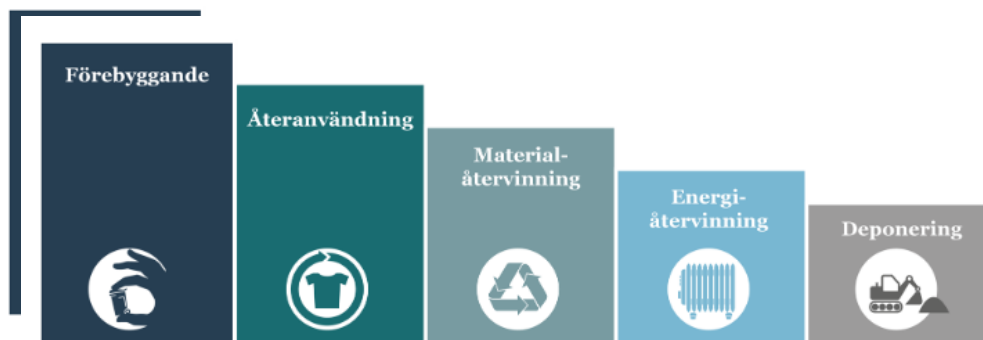 Förebyggande
Återanvändning
Material-
återvinning
Energi-
återvinning
Deponering